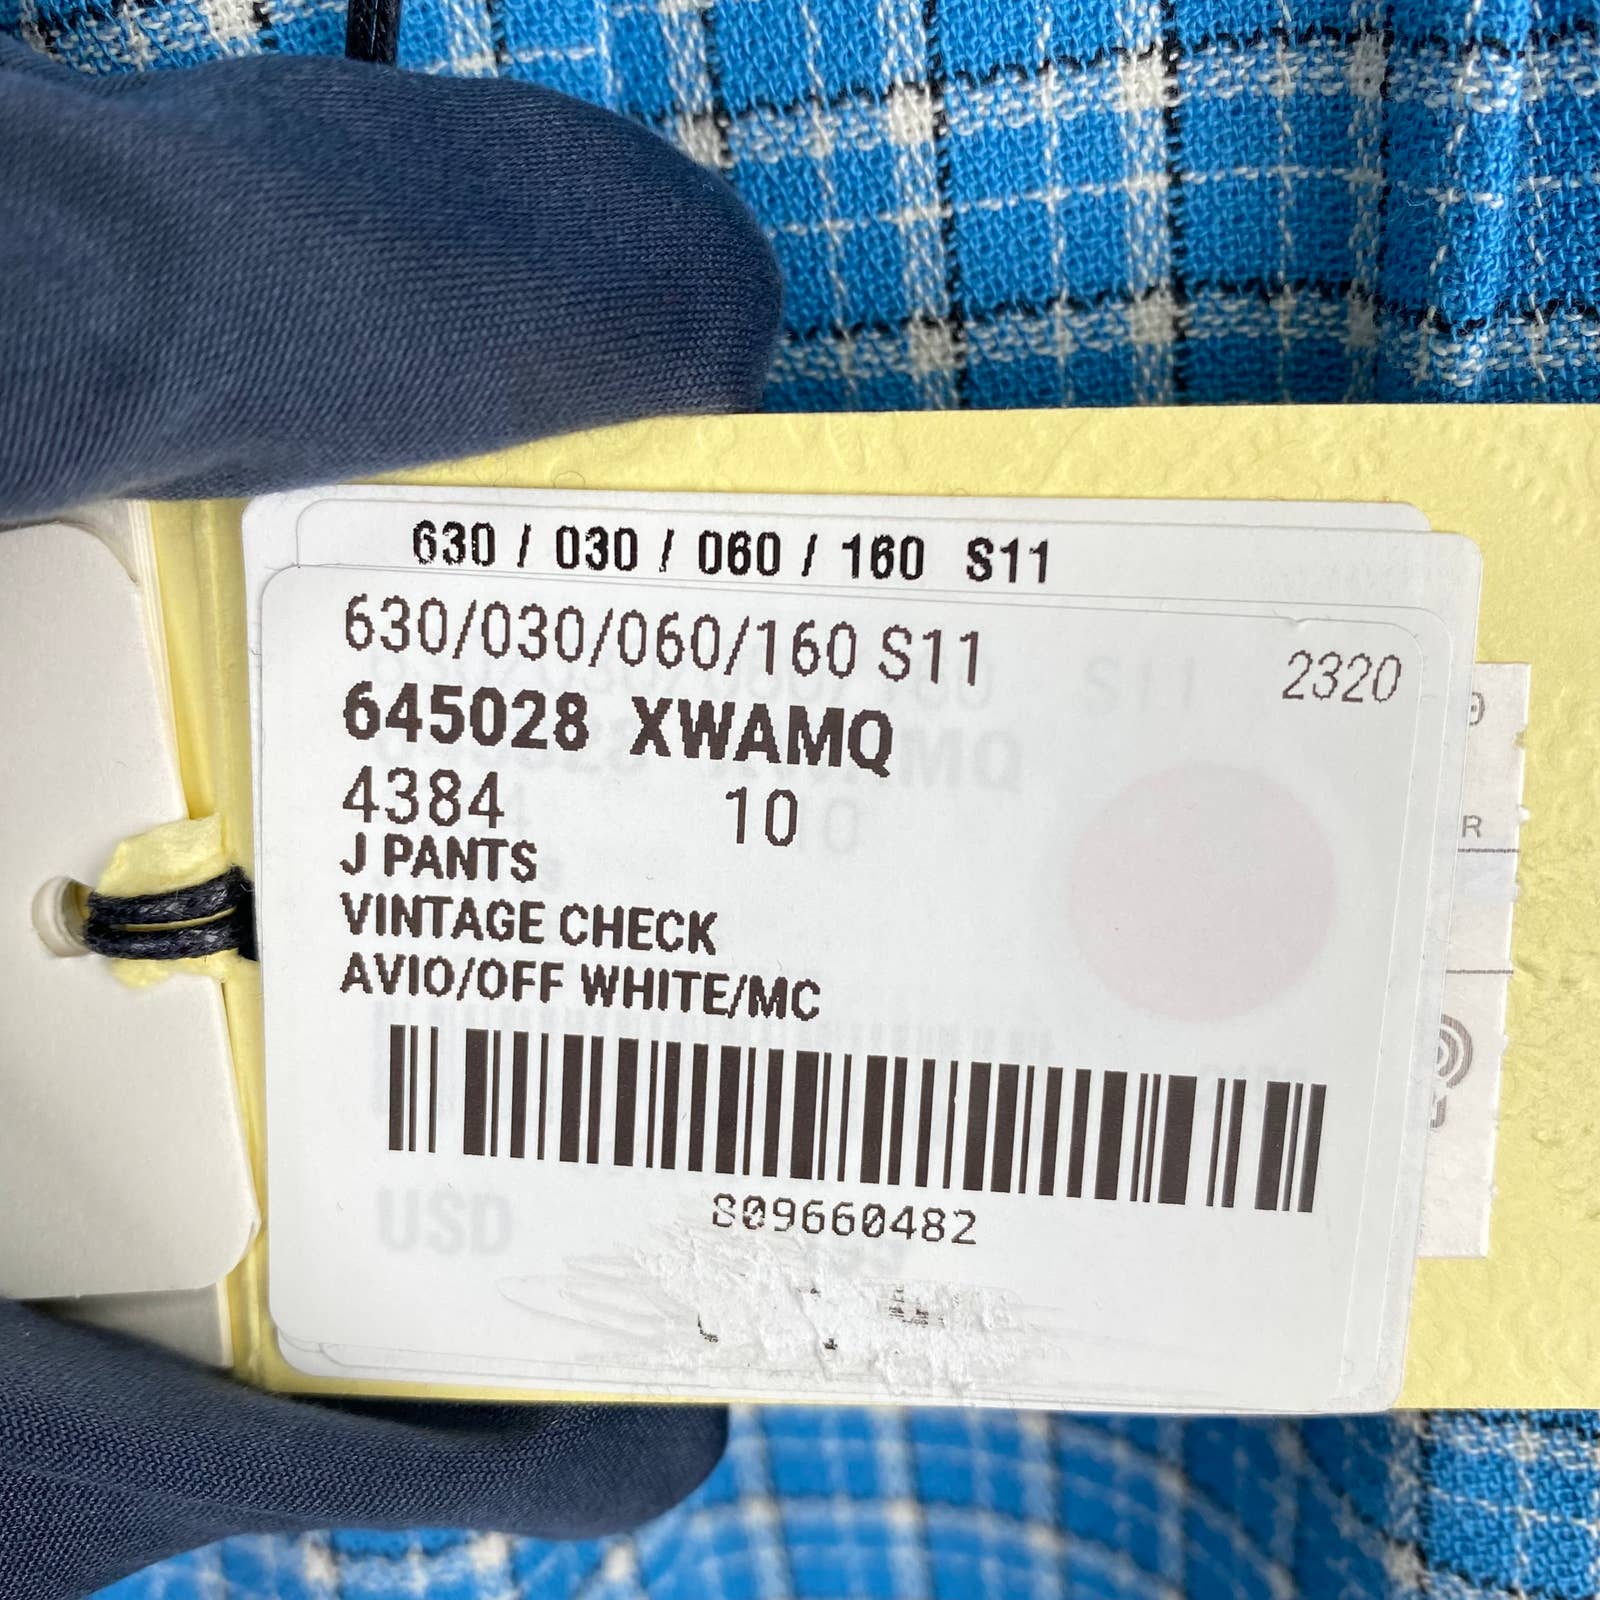 630 / 030 / 060 / 160 S11
630/030/060/160 S11
2320
645028 XWAMQ
4384 10
J PANTS
VINTAGE CHECK
AVIO/OFF WHITE/MC
809660482
USD
R